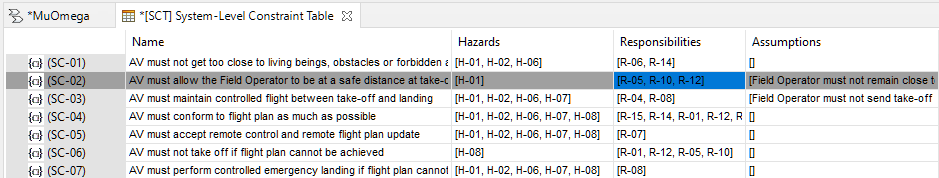 *MuOmega
*[SCT] System-Level Constraint Table
Name Hazards Responsibilities Assumptions
(SC-01) AV must not get too close to living beings, obstacles or forbidden [H-01, H-02, H-06] [R-06, R-14] []
(SC-02) AV must allow the Field Operator to be at a safe distance at take-o [H-01] [R-05, R-10, R-12] [Field Operator must not remain close t
(SC-03) AV must maintain controlled flight between take-off and landing [H-01, H-02, H-06, H-07] [R-04, R-08] [Field Operator must not send take-off
(SC-04) AV must conform to flight plan as much as possible [H-01, H-02, H-06, H-07, H-08] [R-15, R-14, R-01, R-12, R []
(SC-05) AV must accept remote control and remote flight plan update [H-01, H-02, H-06, H-07, H-08] [R-07] []
(SC-06) AV must not take off if flight plan cannot be achieved [H-08] [R-01, R-12, R-05, R-10] []
(SC-07) AV must perform controlled emergency landing if flight plan cannot [H-01, H-02, H-06, H-07, H-08] [R-08] []